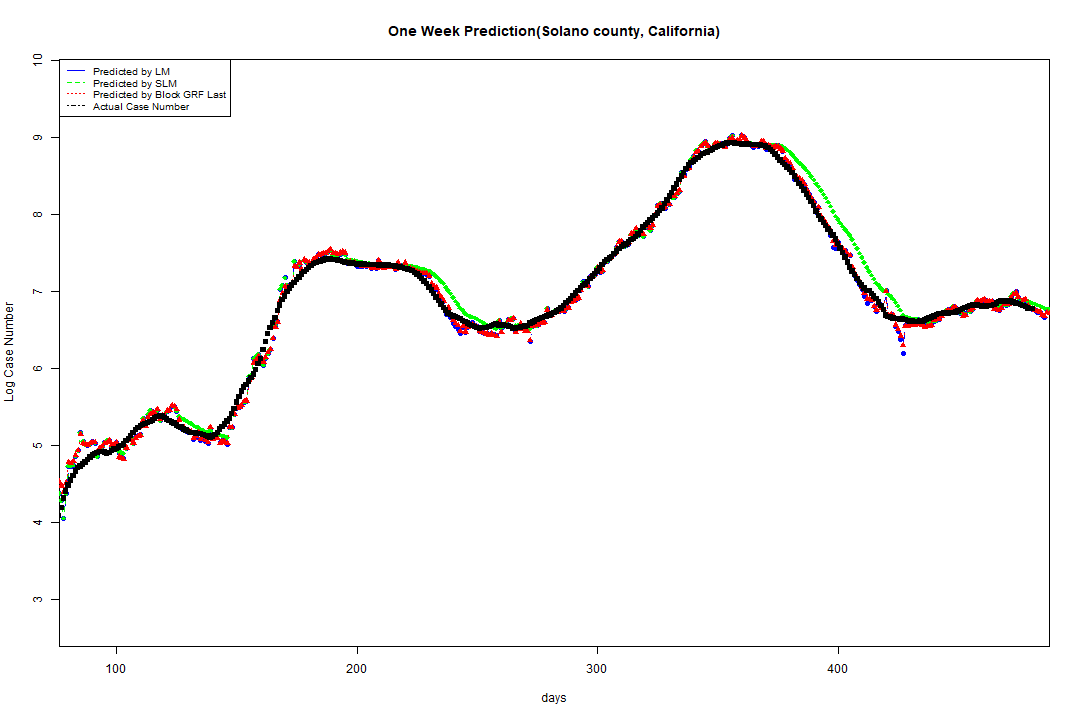 One Week Prediction(Solano county, California)
Predicted by LM
Predicted by SLM
Predicted by Block GRF Last
Actual Case Number
Log Case Number
10
9
8
7
6
5
4
3
100 200 300 400
days